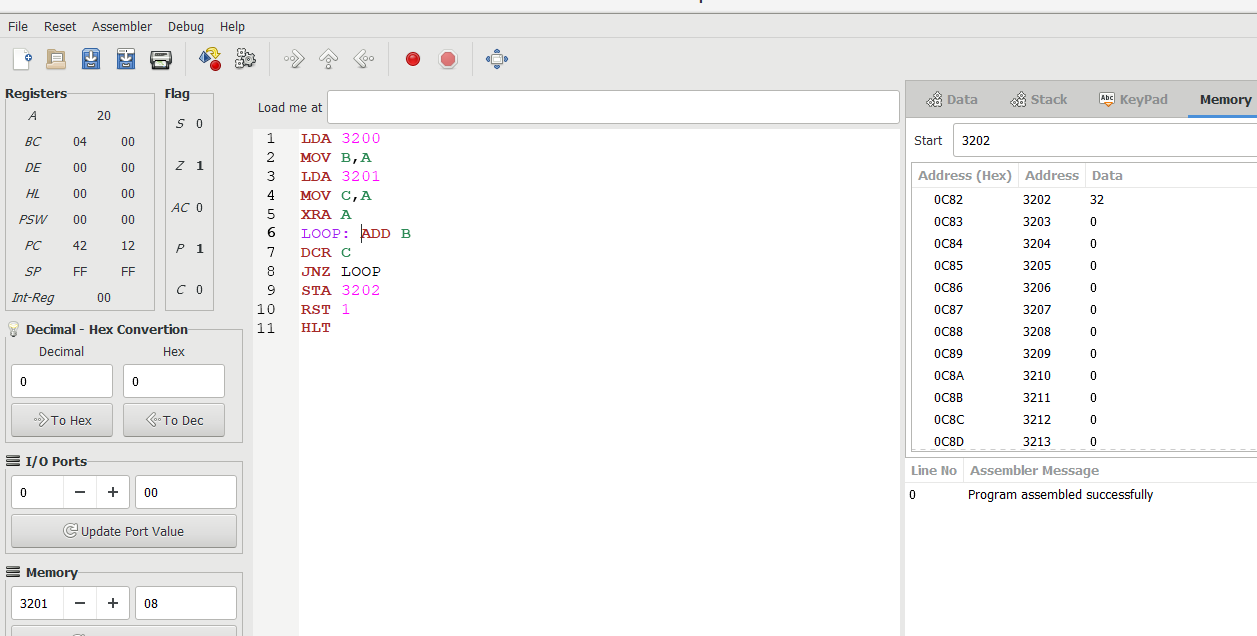 File Reset Assembler Debug Help
Registers
A 20
BC 04 00
DE 00 00
HL 00 00
PSW 00 00
PC 42 12
SP FF FF
Int-Reg 00
Flag
S 0
Z 1
AC 0
P 1
C 0
Decimal - Hex Convertion
Decimal Hex
0 0
To Hex To Dec
I/O Ports
0 − + 00
Update Port Value
Memory
3201 − + 08
Load me at
1 LDA 3200
2 MOV B,A
3 LDA 3201
4 MOV C,A
5 XRA A
6 LOOP: ADD B
7 DCR C
8 JNZ LOOP
9 STA 3202
10 RST 1
11 HLT
Data Stack Abc KeyPad Memory
Start 3202
Address (Hex) Address Data
0C82 3202 32
0C83 3203 0
0C84 3204 0
0C85 3205 0
0C86 3206 0
0C87 3207 0
0C88 3208 0
0C89 3209 0
0C8A 3210 0
0C8B 3211 0
0C8C 3212 0
0C8D 3213 0
Line No Assembler Message
0 Program assembled successfully